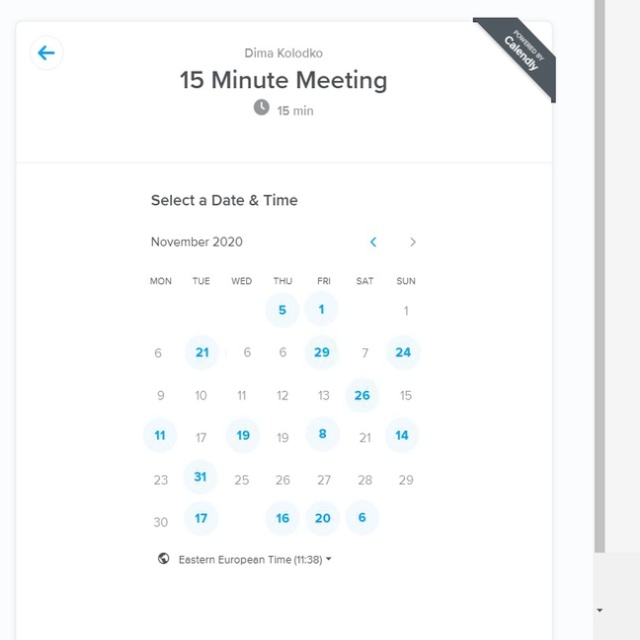 Dima Kolodko
15 Minute Meeting
15 min
POWERED BY
Calendly
Select a Date & Time
November 2020
MON TUE WED THU FRI SAT SUN
5 1 1
6 21 6 6 29 7 24
9 10 11 12 13 26 15
11 17 19 19 8 21 14
23 31 25 26 27 28 29
30 17 16 20 6
Eastern European Time (11:38)